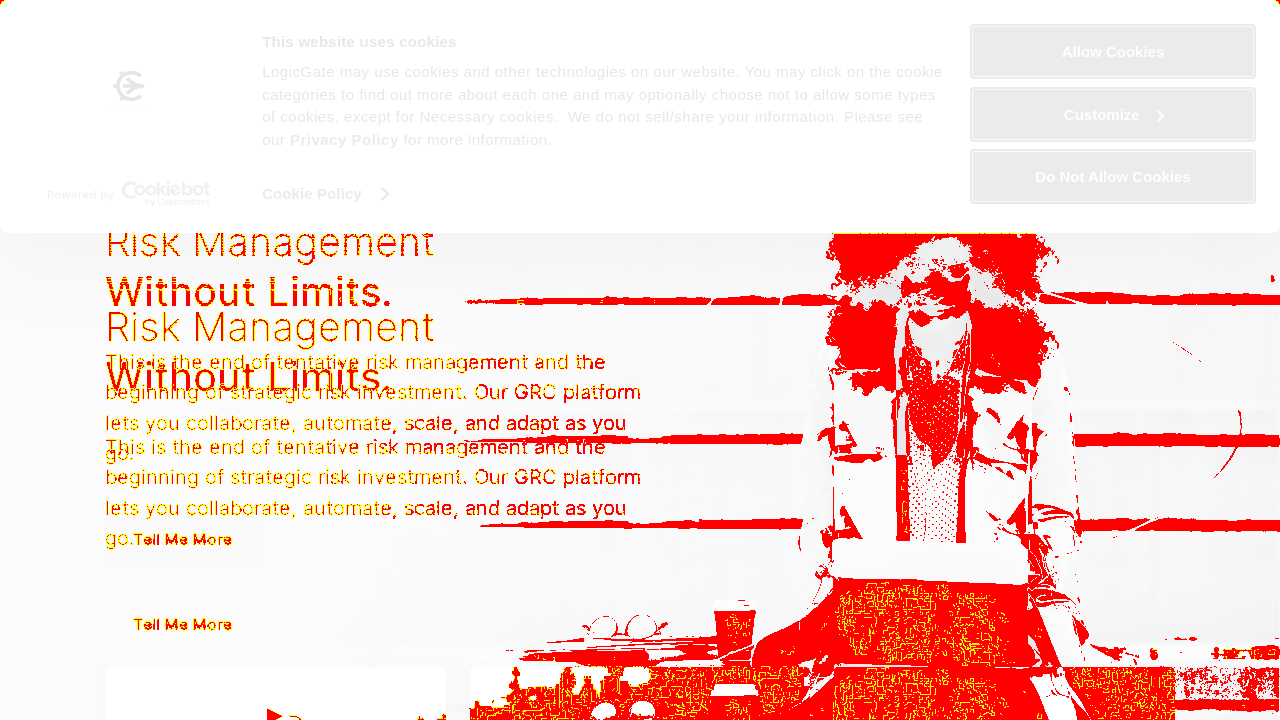 This website uses cookies
LogicGate may use cookies and other technologies on our website. You may click on the cookie
categories to find out more about each one and may optionally choose not to allow some types
of cookies, except for Necessary cookies.  We do not sell/share your information. Please see
our Privacy Policy for more information.
Cookie Policy
Powered by Cookiebot
by Usercentrics
Allow Cookies
Customize
Do Not Allow Cookies
Risk Management
Without Limits.
Risk Management
This is the end of tentative risk management and the
Without Limits.
beginning of strategic risk investment. Our GRC platform
lets you collaborate, automate, scale, and adapt as you
go.
This is the end of tentative risk management and the
beginning of strategic risk investment. Our GRC platform
lets you collaborate, automate, scale, and adapt as you
go.
Tell Me More
Tell Me More